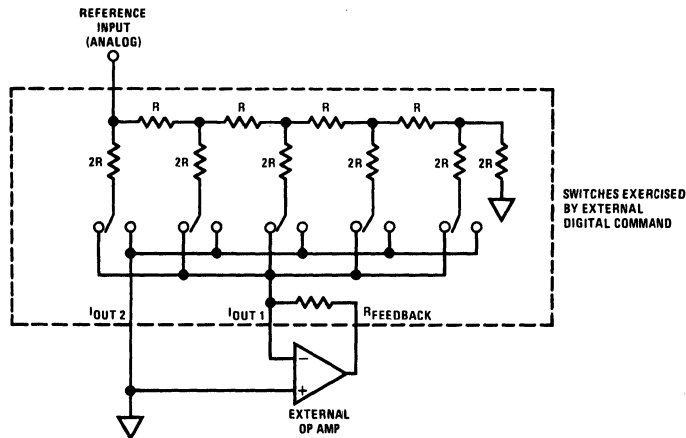 REFERENCE
INPUT
(ANALOG)
R
R
R
R
2R
2R
2R
2R
2R
2R
SWITCHES EXERCISED
BY EXTERNAL
DIGITAL COMMAND
IOUT 2
IOUT 1
RFEEDBACK
−
+
EXTERNAL
OP AMP